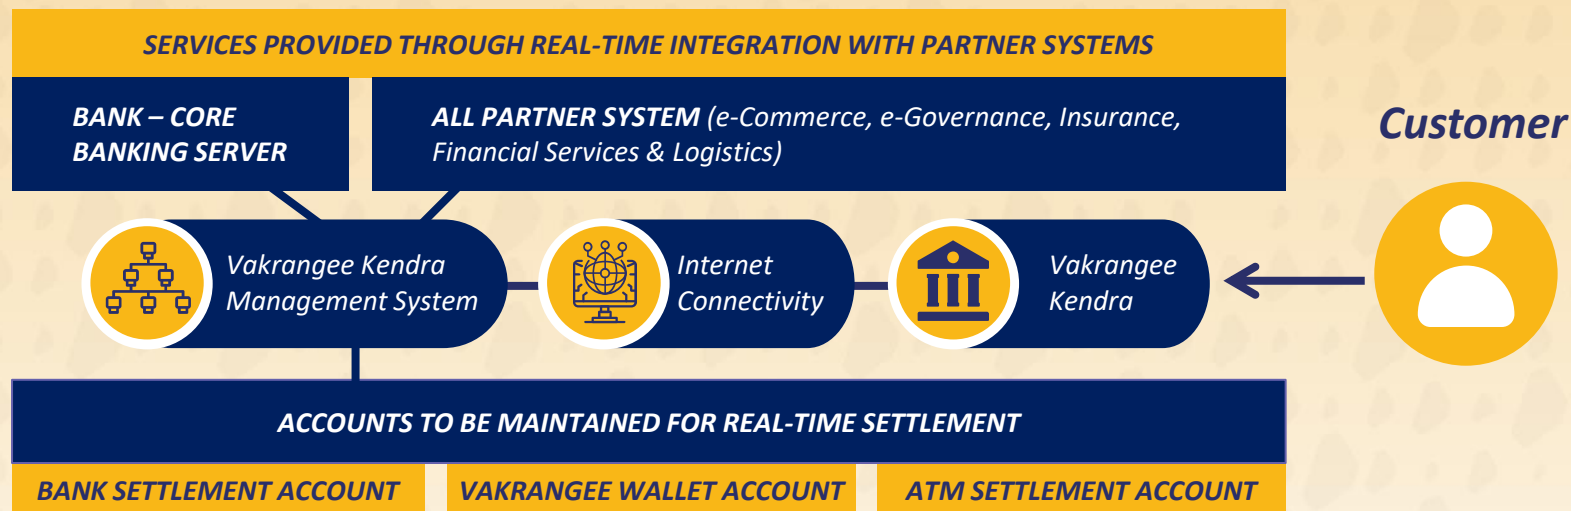 SERVICES PROVIDED THROUGH REAL-TIME INTEGRATION WITH PARTNER SYSTEMS
BANK – CORE
BANKING SERVER
ALL PARTNER SYSTEM (e-Commerce, e-Governance, Insurance,
Financial Services & Logistics)
Customer
Vakrangee Kendra
Management System
Internet
Connectivity
Vakrangee
Kendra
ACCOUNTS TO BE MAINTAINED FOR REAL-TIME SETTLEMENT
BANK SETTLEMENT ACCOUNT
VAKRANGEE WALLET ACCOUNT
ATM SETTLEMENT ACCOUNT